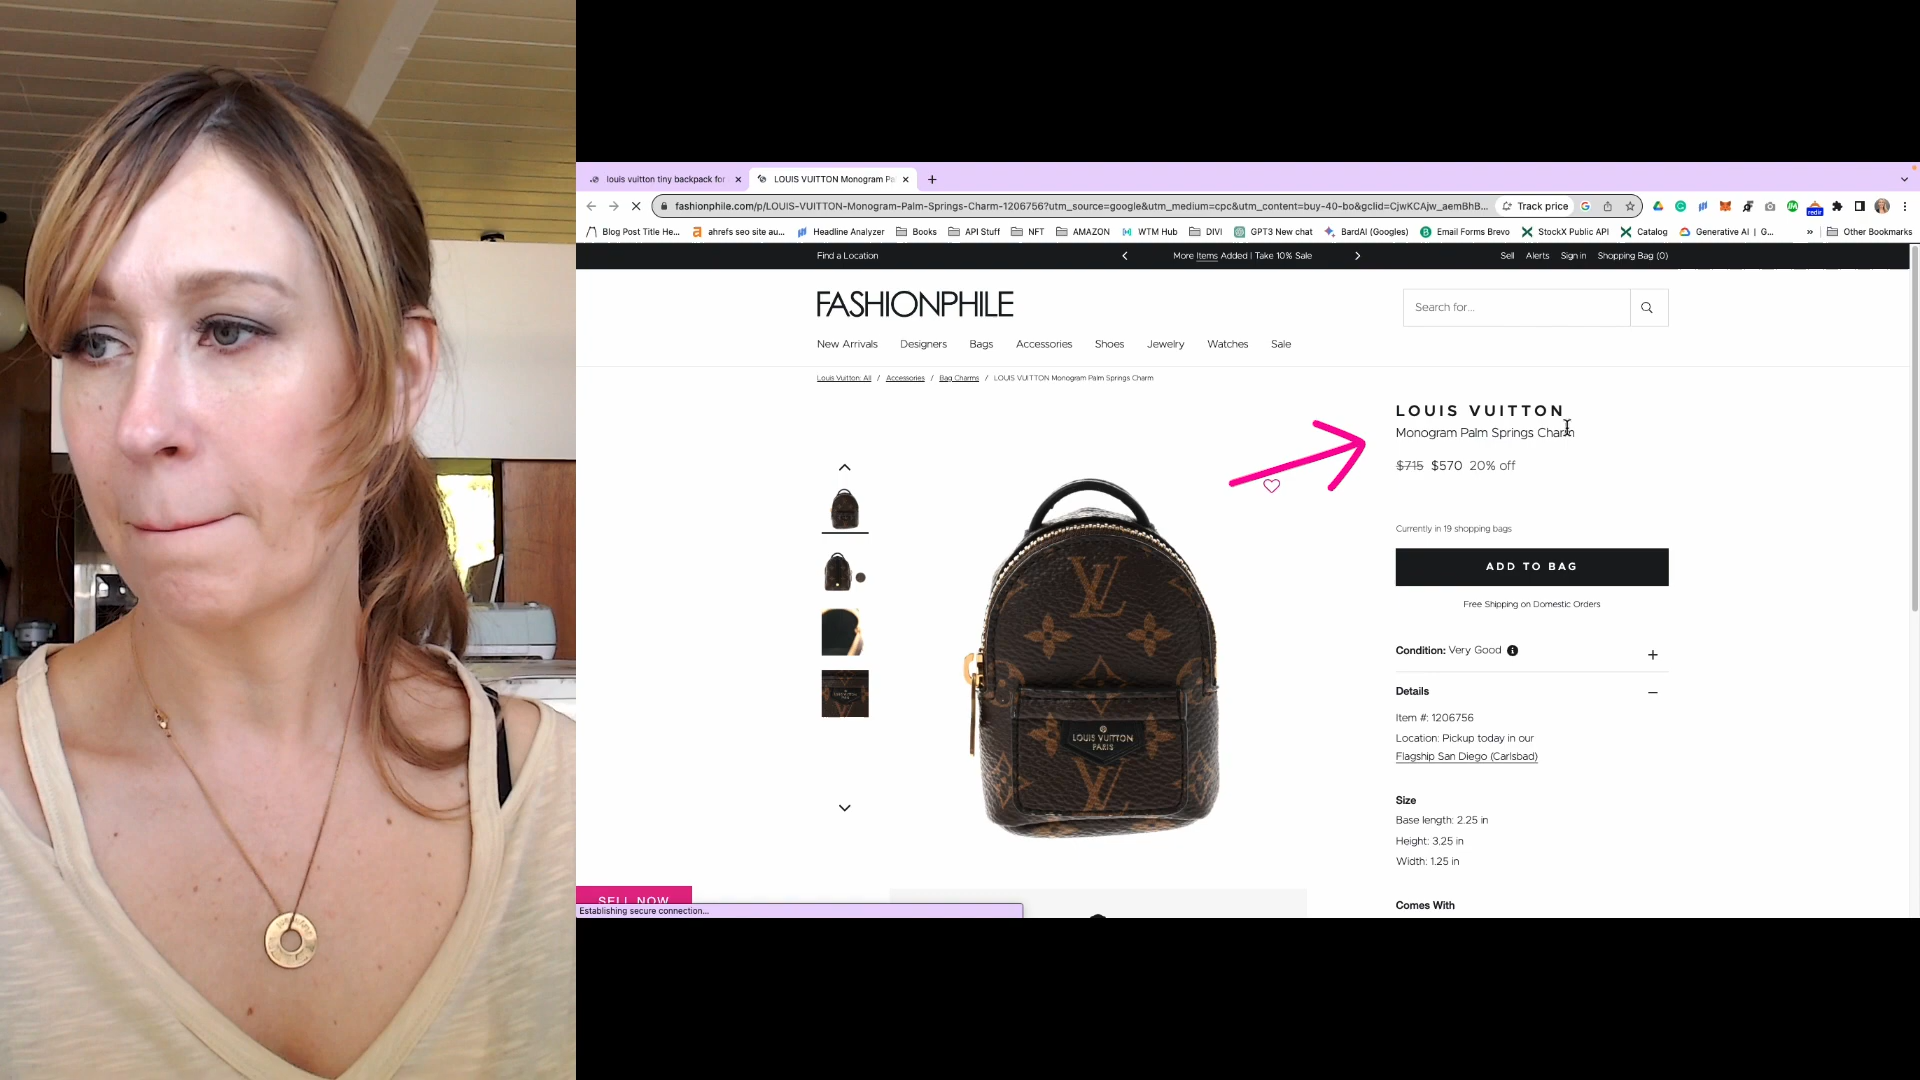 louis vuitton tiny backpack for
LOUIS VUITTON Monogram Pa
fashionphile.com/p/LOUIS-VUITTON-Monogram-Palm-Springs-Charm-1206756?utm_source=google&utm_medium=cpc&utm_content=buy-40-bo&gclid=CjwKCAjw_aemBhB...
Track price
redir
Blog Post Title He...
ahrefs seo site au...
Headline Analyzer
Books
API Stuff
NFT
AMAZON
WTM Hub
DIVI
GPT3 New chat
BardAI (Googles)
Email Forms Brevo
StockX Public API
Catalog
Generative AI | G...
»
Other Bookmarks
Find a Location
More Items Added | Take 10% Sale
Sell Alerts Sign in Shopping Bag (0)
FASHIONPHILE
Search for...
New Arrivals Designers Bags Accessories Shoes Jewelry Watches Sale
Louis Vuitton: All / Accessories / Bag Charms / LOUIS VUITTON Monogram Palm Springs Charm
LOUIS VUITTON
Monogram Palm Springs Charm
$715 $570 20% off
Currently in 19 shopping bags
ADD TO BAG
Free Shipping on Domestic Orders
Condition: Very Good
Details
Item #: 1206756
Location: Pickup today in our
Flagship San Diego (Carlsbad)
Size
Base length: 2.25 in
Height: 3.25 in
Width: 1.25 in
Comes With
LV
LOUIS VUITTON
PARIS
SELL NOW
Establishing secure connection...